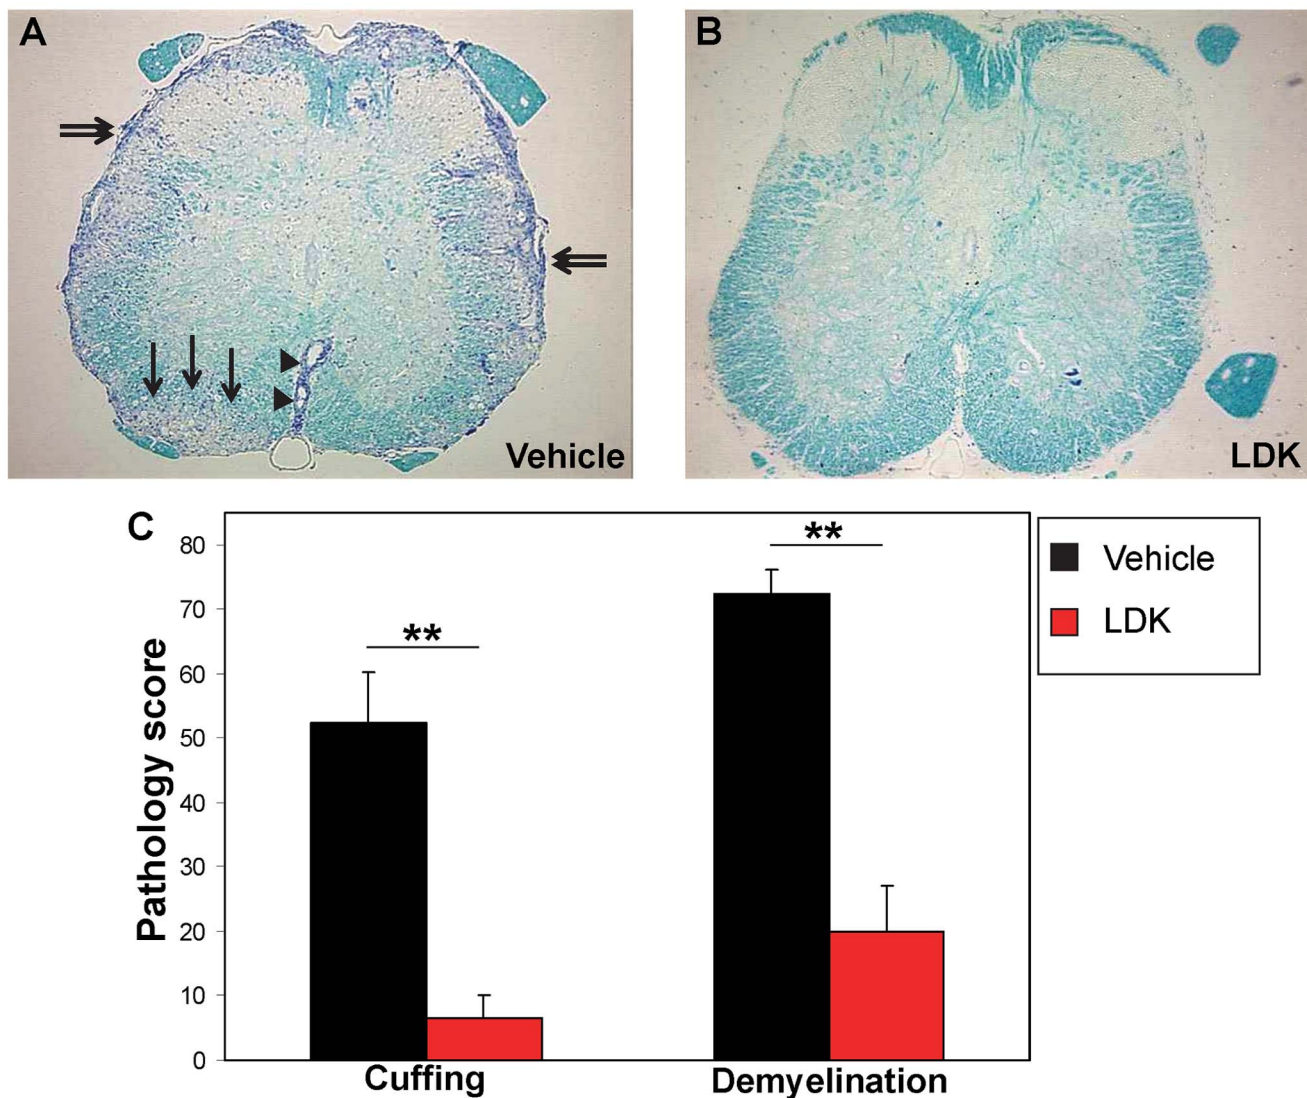 A
B
Vehicle
LDK
C
Pathology score
80
70
60
50
40
30
20
10
0
**
**
Cuffing
Demyelination
Vehicle
LDK